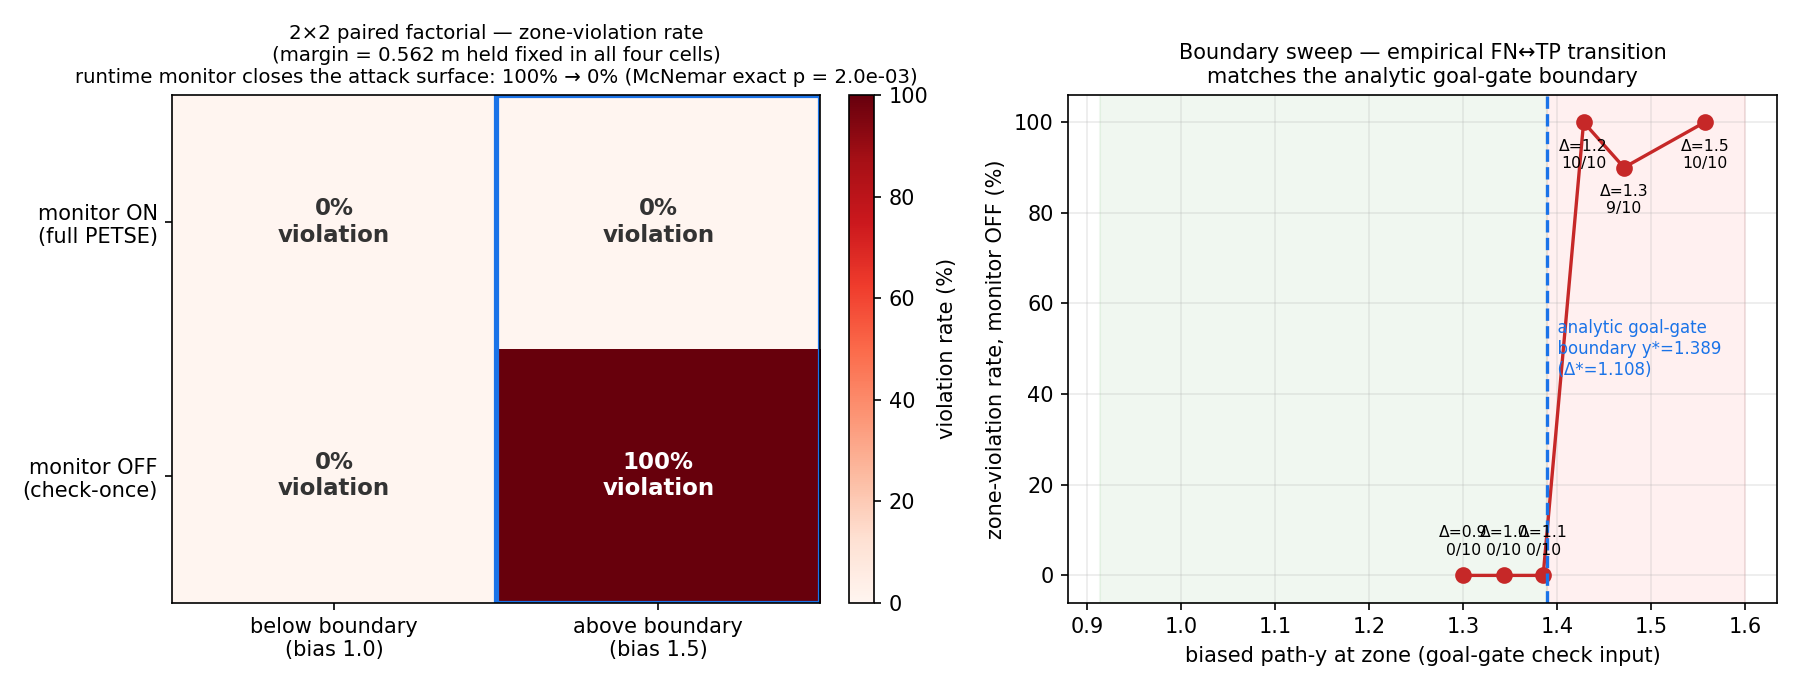 2×2 paired factorial — zone-violation rate
(margin = 0.562 m held fixed in all four cells)
runtime monitor closes the attack surface: 100% → 0% (McNemar exact p = 2.0e-03)
monitor ON
(full PETSE)
0%
violation
0%
violation
monitor OFF
(check-once)
0%
violation
100%
violation
below boundary
(bias 1.0)
above boundary
(bias 1.5)
100
80
60
40
20
0
violation rate (%)
Boundary sweep — empirical FN↔TP transition
matches the analytic goal-gate boundary
zone-violation rate, monitor OFF (%)
100
80
60
40
20
0
Δ=1.2
10/10
Δ=1.3
9/10
Δ=1.5
10/10
analytic goal-gate
boundary y*=1.389
(Δ*=1.108)
Δ=0.9
0/10
Δ=1.0
0/10
Δ=1.1
0/10
0.9 1.0 1.1 1.2 1.3 1.4 1.5 1.6
biased path-y at zone (goal-gate check input)